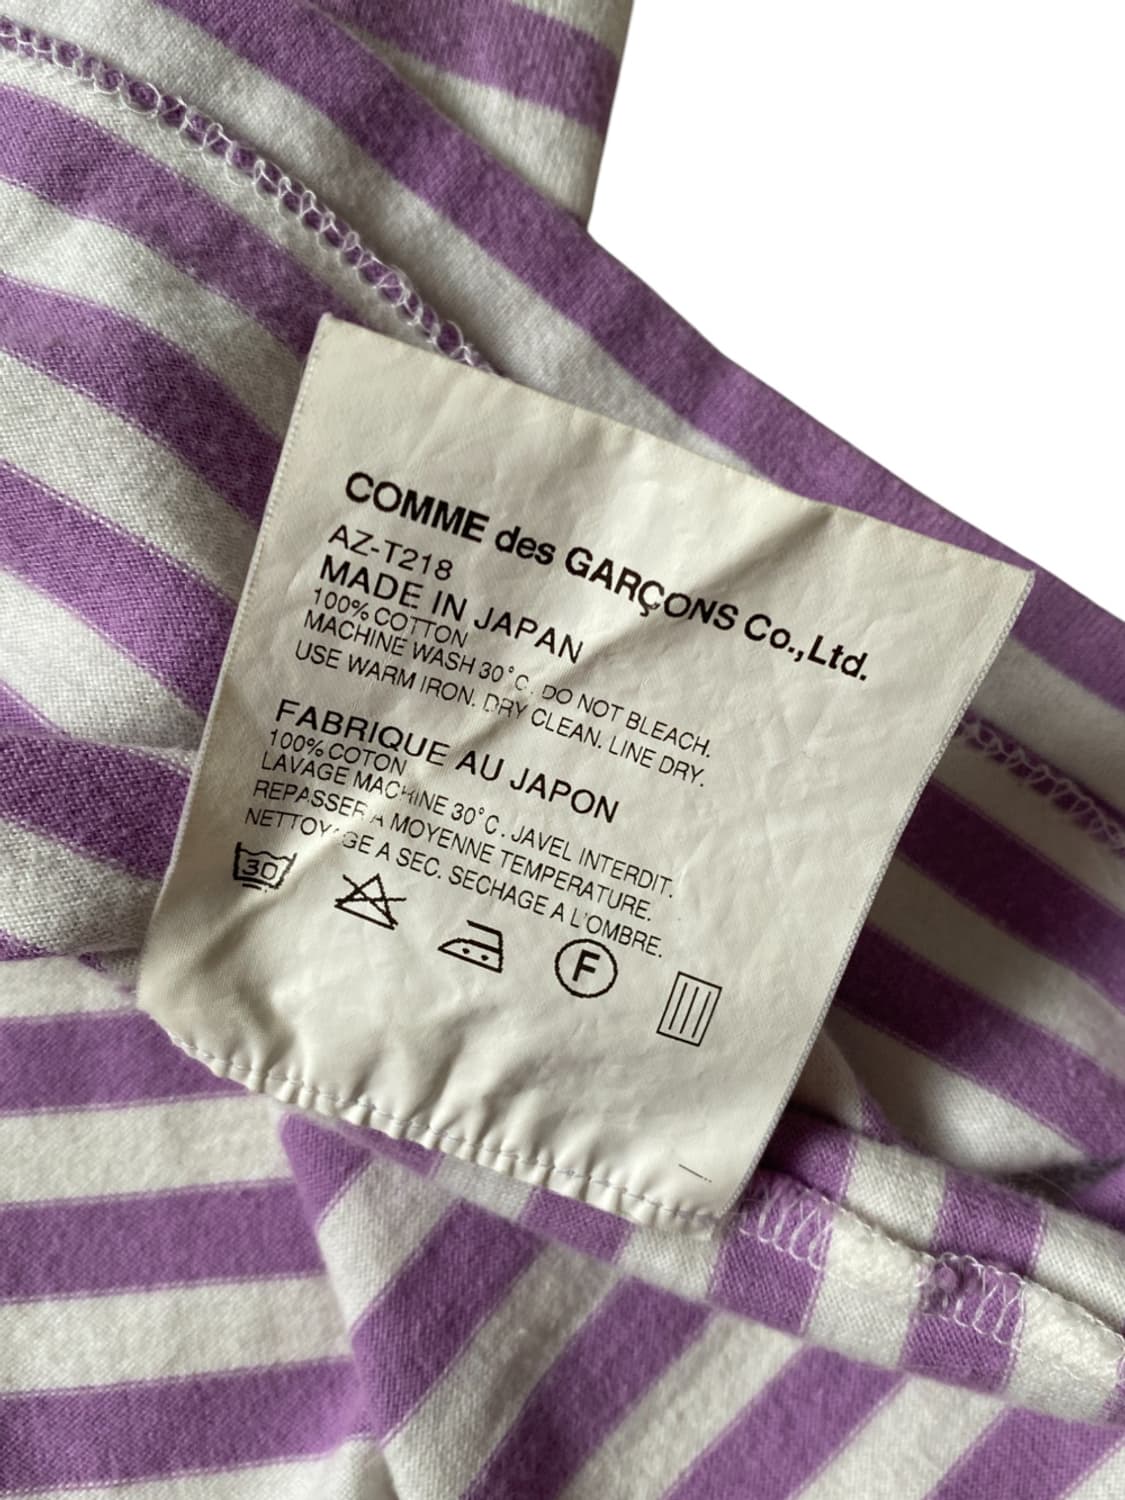 COMME des GARÇONS Co.,Ltd.
AZ-T218
MADE IN JAPAN
100% COTTON
MACHINE WASH 30°C. DO NOT BLEACH.
USE WARM IRON. DRY CLEAN. LINE DRY.
FABRIQUE AU JAPON
100% COTON
LAVAGE MACHINE 30°C. JAVEL INTERDIT.
REPASSER A MOYENNE TEMPERATURE.
NETTOYAGE A SEC. SECHAGE A L'OMBRE.
30
F